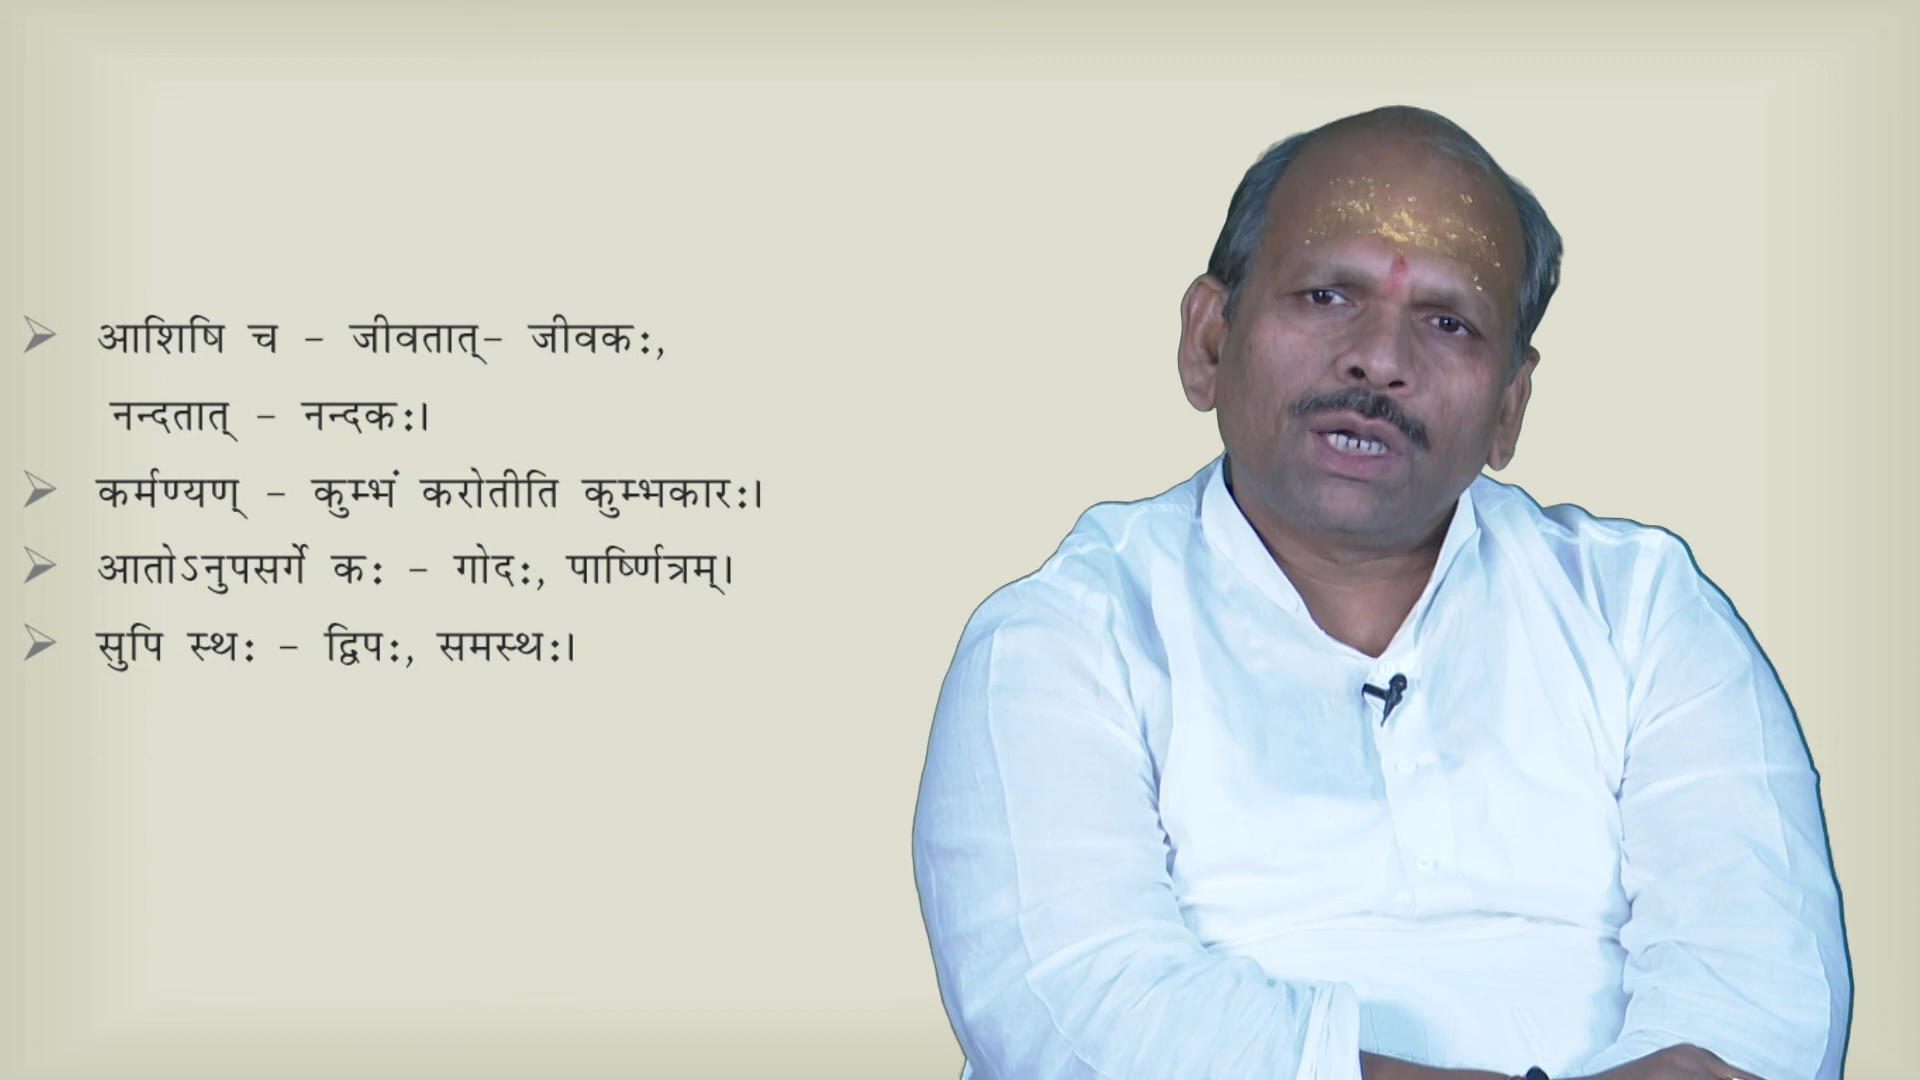 आशिषि च - जीवतात्- जीवकः,
नन्दतात् - नन्दकः।
कर्मण्यण् - कुम्भं करोतीति कुम्भकारः।
आतोऽनुपसर्गे कः - गोदः, पार्ष्णित्रम्।
सुपि स्थः - द्विपः, समस्थः।